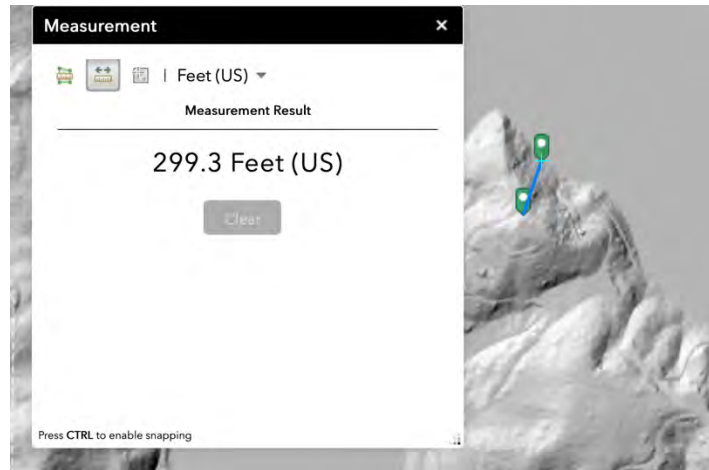 Measurement ×
| Feet (US)
Measurement Result
299.3 Feet (US)
Clear
Press CTRL to enable snapping